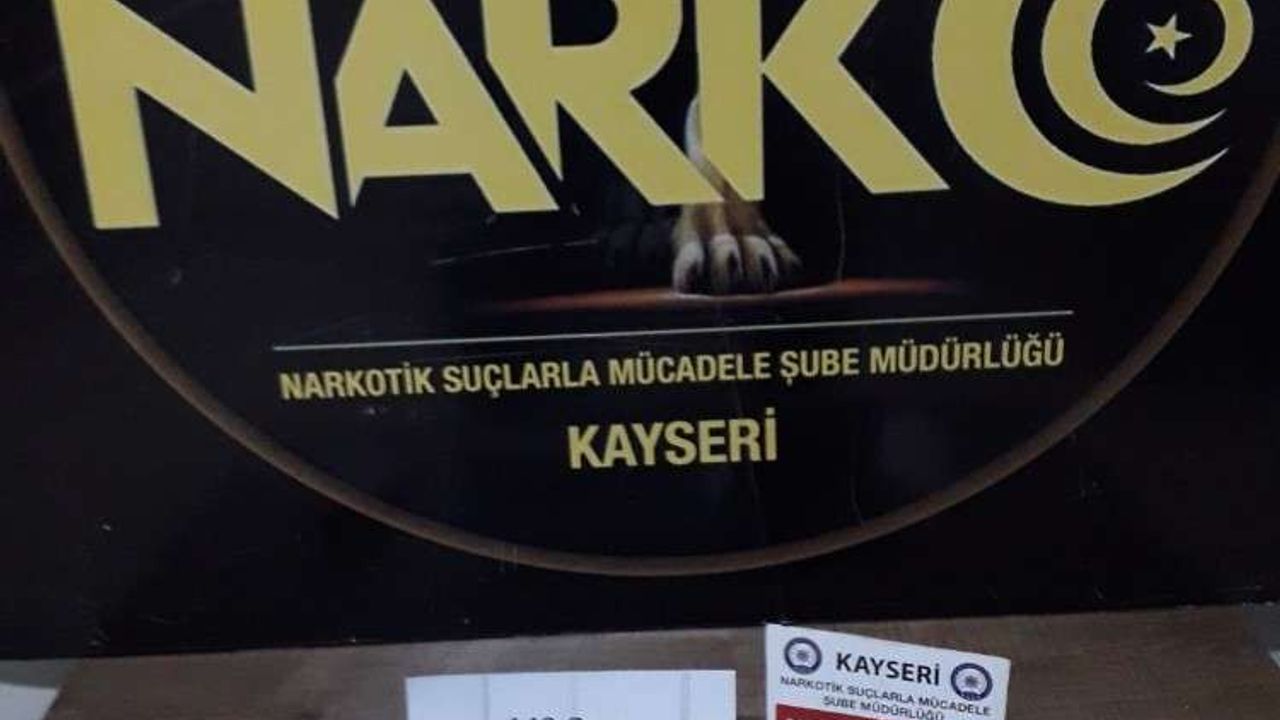 NARKO
NARKOTİK SUÇLARLA MÜCADELE ŞUBE MÜDÜRLÜĞÜ
KAYSERİ
KAYSERİ
NARKOTİK SUÇLARLA MÜCADELE
ŞUBE MÜDÜRLÜĞÜ